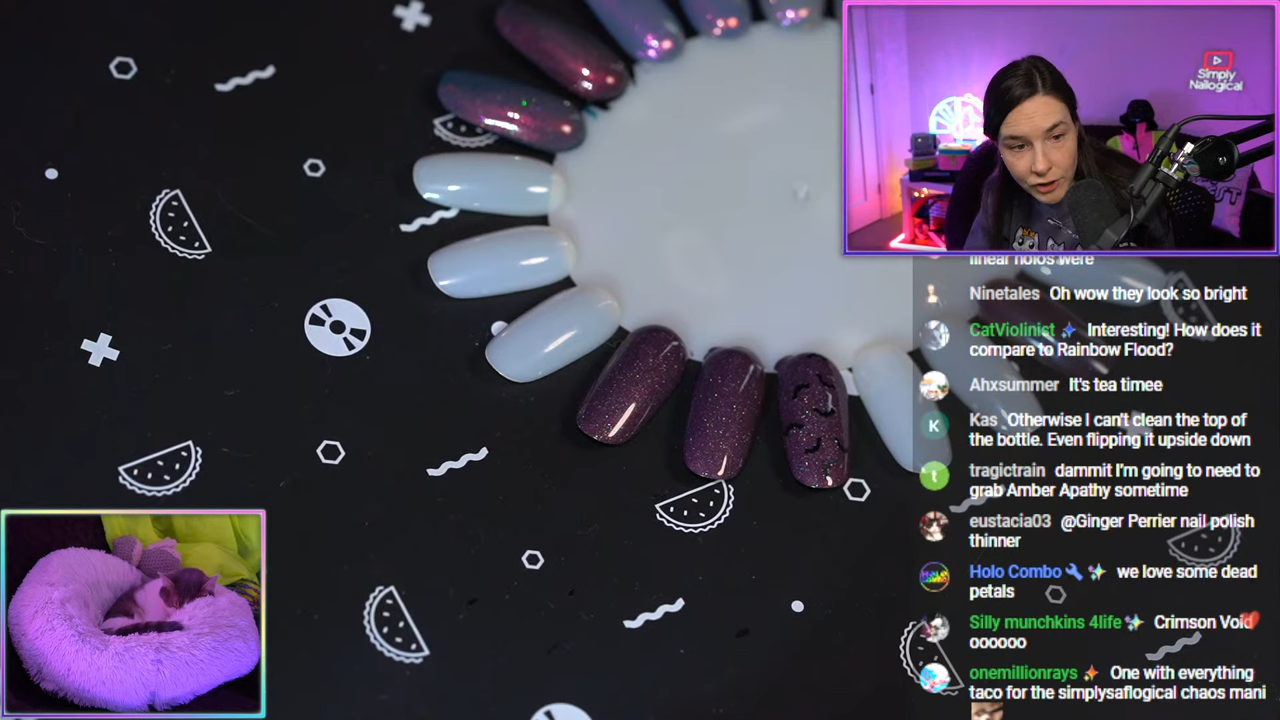 Simply
Nailogical
linear holos were
Ninetales Oh wow they look so bright
CatViolinist Interesting! How does it
compare to Rainbow Flood?
Ahxsummer It's tea timee
K
Kas Otherwise I can't clean the top of
the bottle. Even flipping it upside down
t
tragictrain dammit I'm going to need to
grab Amber Apathy sometime
eustacia03 @Ginger Perrier nail polish
thinner
Holo Combo we love some dead
petals
Silly munchkins 4life Crimson Void
oooooo
onemillionrays One with everything
taco for the simplysaflogical chaos mani